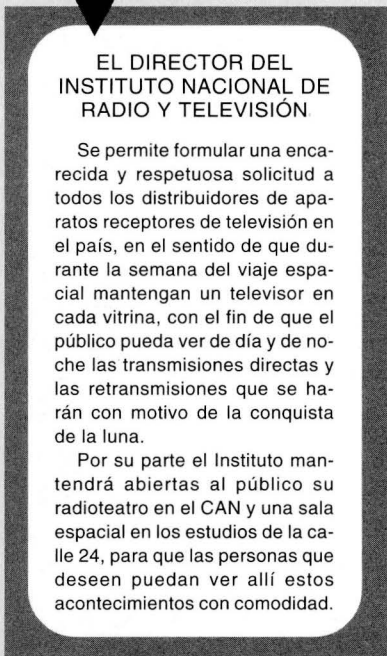 EL DIRECTOR DEL
INSTITUTO NACIONAL DE
RADIO Y TELEVISIÓN
Se permite formular una enca-
recida y respetuosa solicitud a
todos los distribuidores de apa-
ratos receptores de televisión en
el país, en el sentido de que du-
rante la semana del viaje espa-
cial mantengan un televisor en
cada vitrina, con el fin de que el
público pueda ver de día y de no-
che las transmisiones directas y
las retransmisiones que se ha-
rán con motivo de la conquista
de la luna.
Por su parte el Instituto man-
tendrá abiertas al público su
radioteatro en el CAN y una sala
espacial en los estudios de la ca-
lle 24, para que las personas que
deseen puedan ver allí estos
acontecimientos con comodidad.